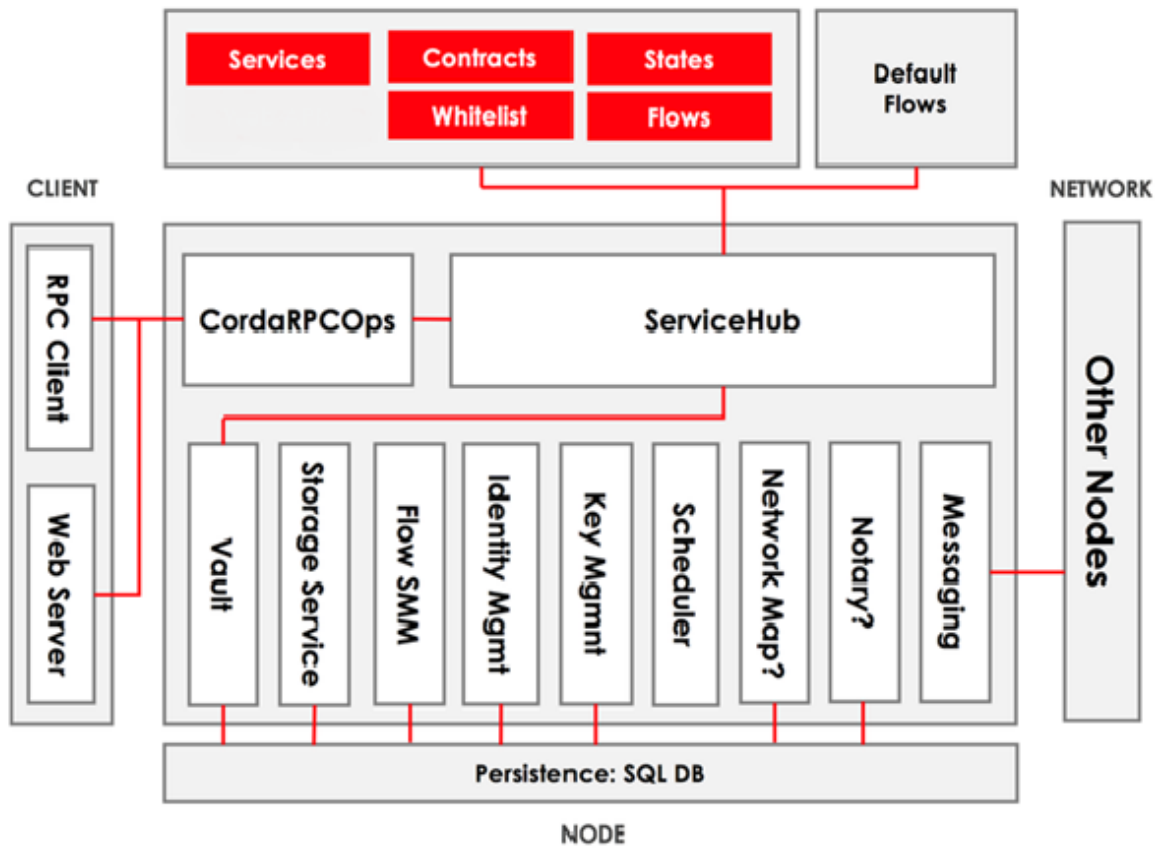 Services
Contracts
States
Whitelist
Flows
Default
Flows
CLIENT
NETWORK
RPC Client
Web Server
CordaRPCOps
ServiceHub
Vault
Storage Service
Flow SMM
Identity Mgmt
Key Mgmnt
Scheduler
Network Map?
Notary?
Messaging
Other Nodes
Persistence: SQL DB
NODE